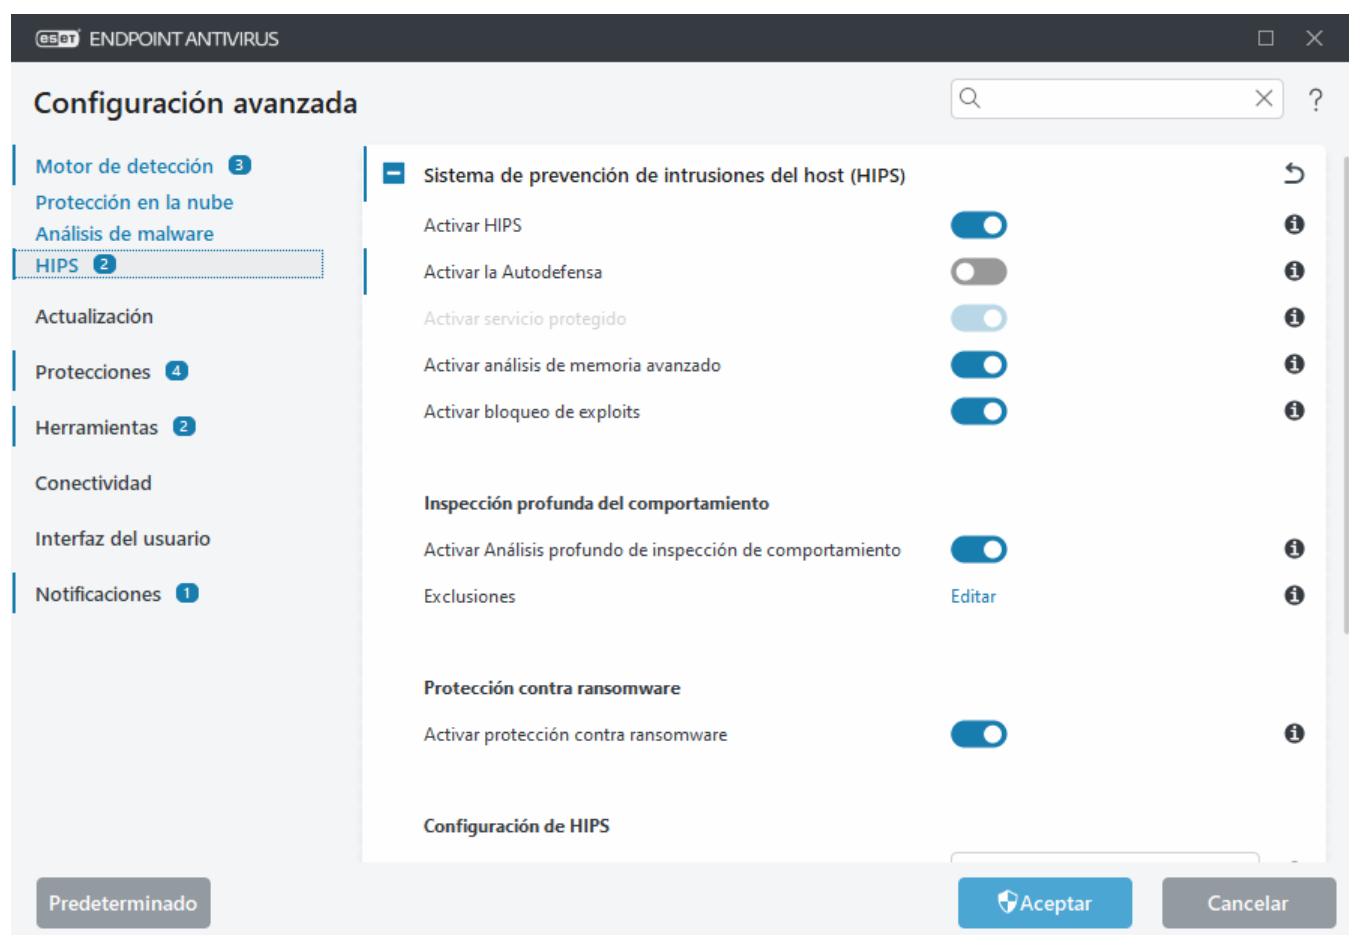 eset ENDPOINT ANTIVIRUS
Configuración avanzada
?
Motor de detección 3
Protección en la nube
Análisis de malware
HIPS 2
Actualización
Protecciones 4
Herramientas 2
Conectividad
Interfaz del usuario
Notificaciones 1
Sistema de prevención de intrusiones del host (HIPS)
Activar HIPS
Activar la Autodefensa
Activar servicio protegido
Activar análisis de memoria avanzado
Activar bloqueo de exploits
Inspección profunda del comportamiento
Activar Análisis profundo de inspección de comportamiento
Exclusiones Editar
Protección contra ransomware
Activar protección contra ransomware
Configuración de HIPS
Predeterminado
Aceptar
Cancelar